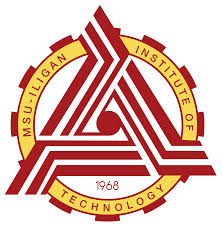 MSU-ILIGAN
INSTITUTE OF
TECHNOLOGY
1968